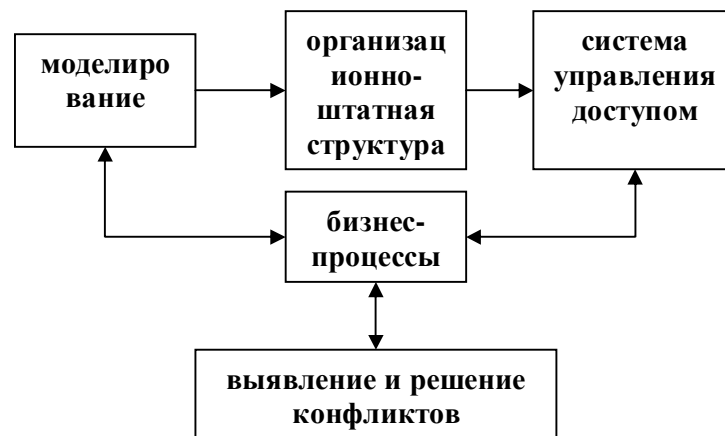 моделиро
вание
организац
ионно-
штатная
структура
система
управления
доступом
бизнес-
процессы
выявление и решение
конфликтов